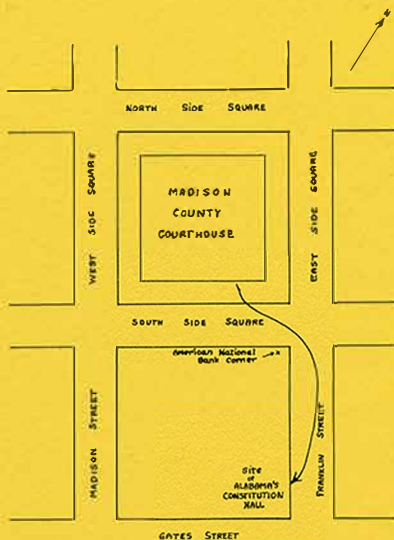 N
NORTH SIDE SQUARE
WEST SIDE SQUARE
MADISON
COUNTY
COURTHOUSE
EAST SIDE SQUARE
SOUTH SIDE SQUARE
American National
Bank Corner
x
MADISON STREET
FRANKLIN STREET
Site
of
ALABAMA'S
CONSTITUTION
HALL
GATES STREET